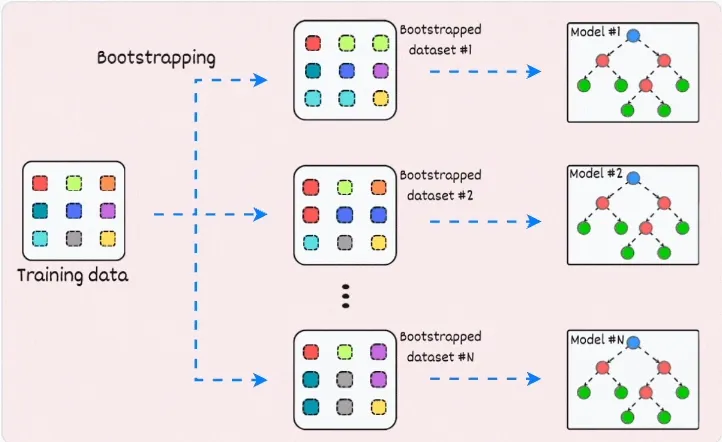 Bootstrapping
Training data
Bootstrapped
dataset #1
Model #1
Bootstrapped
dataset #2
Model #2
Bootstrapped
dataset #N
Model #N